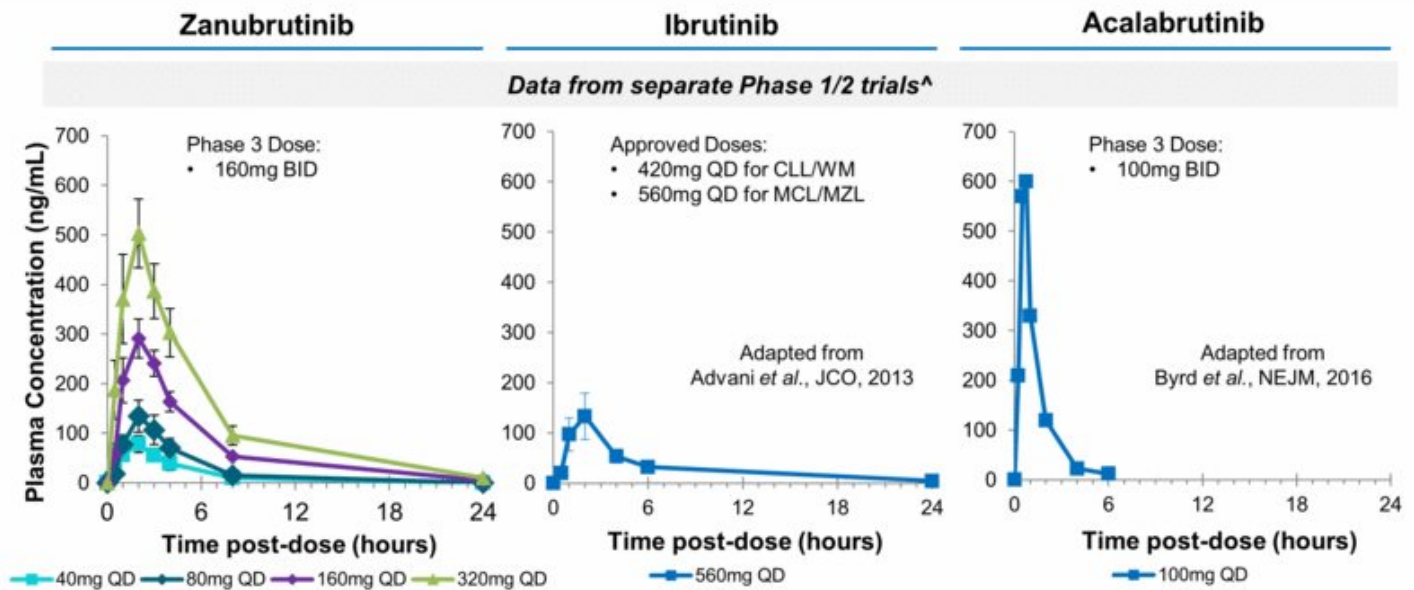 Zanubrutinib
Ibrutinib
Acalabrutinib
Data from separate Phase 1/2 trials^
Plasma Concentration (ng/mL)
700
600
500
400
300
200
100
0
Phase 3 Dose:
• 160mg BID
0 6 12 18 24
Time post-dose (hours)
40mg QD 80mg QD 160mg QD 320mg QD
700
600
500
400
300
200
100
0
Approved Doses:
• 420mg QD for CLL/WM
• 560mg QD for MCL/MZL
Adapted from
Advani et al., JCO, 2013
0 6 12 18 24
Time post-dose (hours)
560mg QD
700
600
500
400
300
200
100
0
Phase 3 Dose:
• 100mg BID
Adapted from
Byrd et al., NEJM, 2016
0 6 12 18 24
Time post-dose (hours)
100mg QD